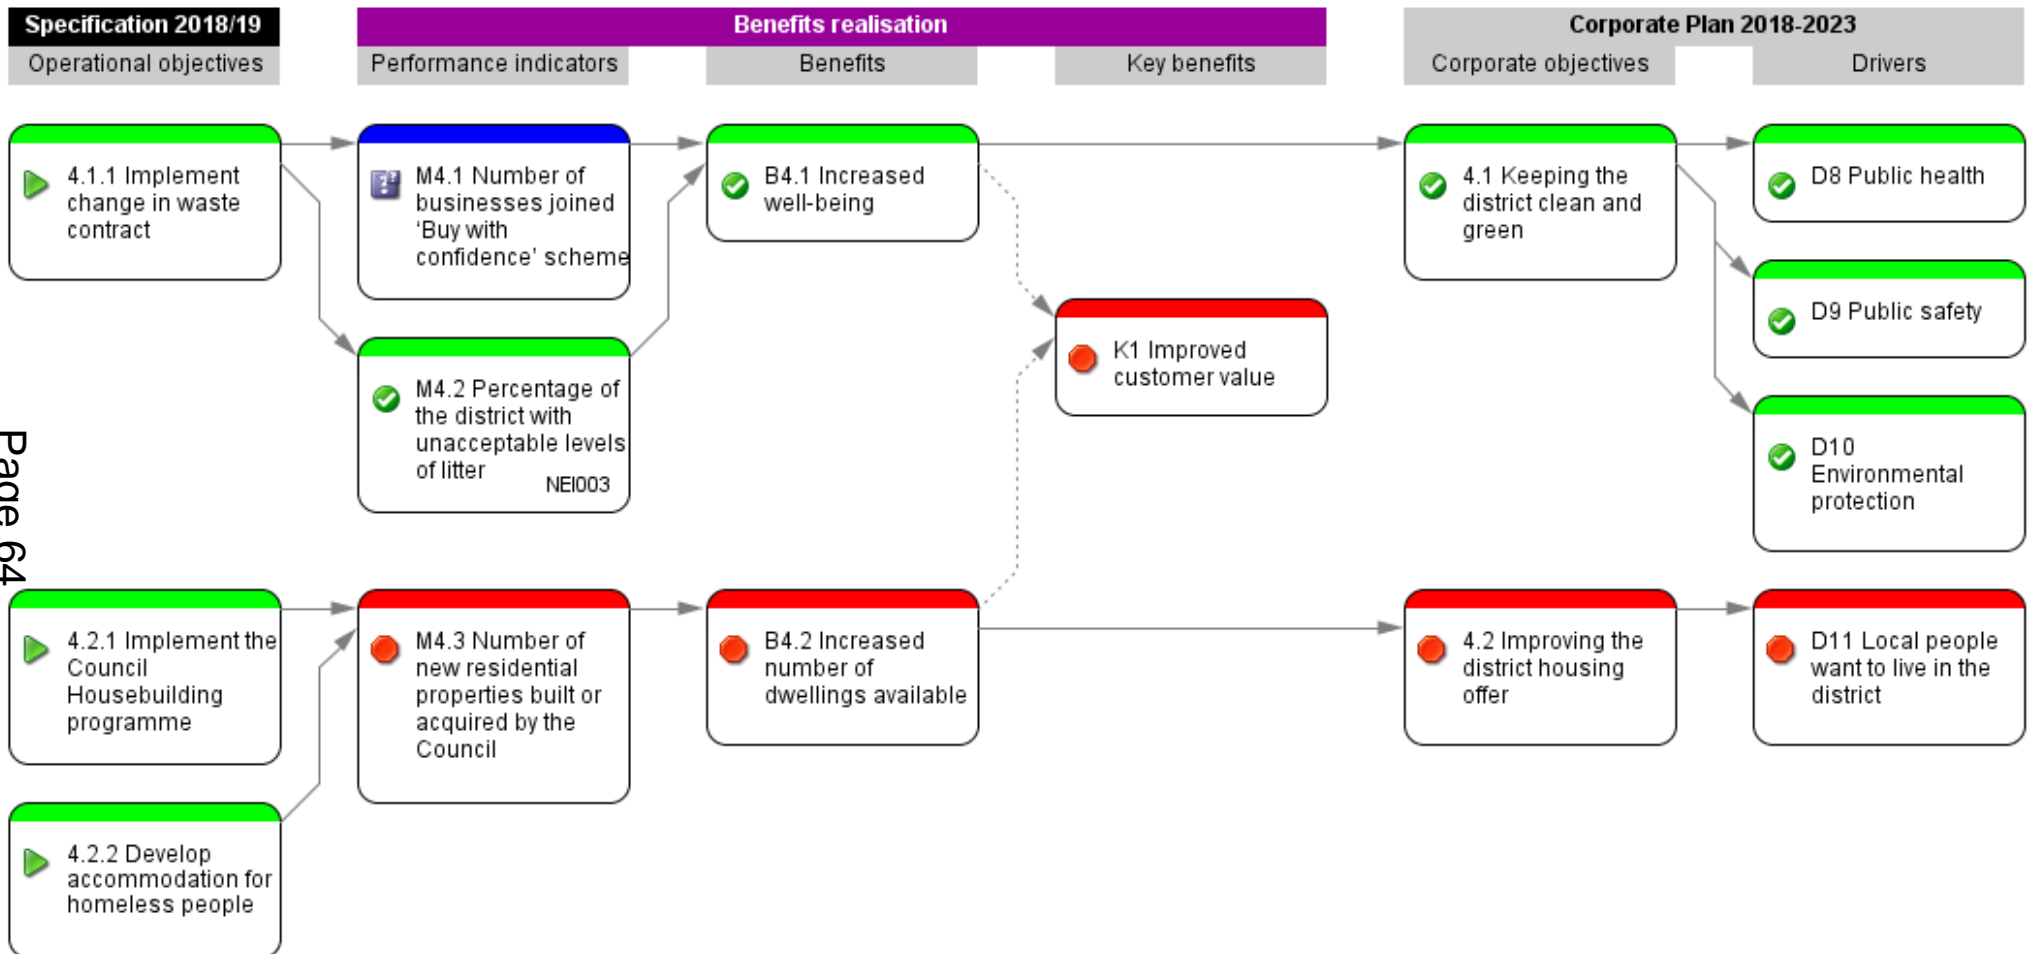 Specification 2018/19
Benefits realisation
Corporate Plan 2018-2023
Operational objectives
Performance indicators
Benefits
Key benefits
Corporate objectives
Drivers
4.1.1 Implement
change in waste
contract
M4.1 Number of
businesses joined
‘Buy with
confidence’ scheme
B4.1 Increased
well-being
4.1 Keeping the
district clean and
green
D8 Public health
D9 Public safety
K1 Improved
customer value
M4.2 Percentage of
the district with
unacceptable levels
of litter
NEI003
D10
Environmental
protection
Page 64
4.2.1 Implement the
Council
Housebuilding
programme
M4.3 Number of
new residential
properties built or
acquired by the
Council
B4.2 Increased
number of
dwellings available
4.2 Improving the
district housing
offer
D11 Local people
want to live in the
district
4.2.2 Develop
accommodation for
homeless people